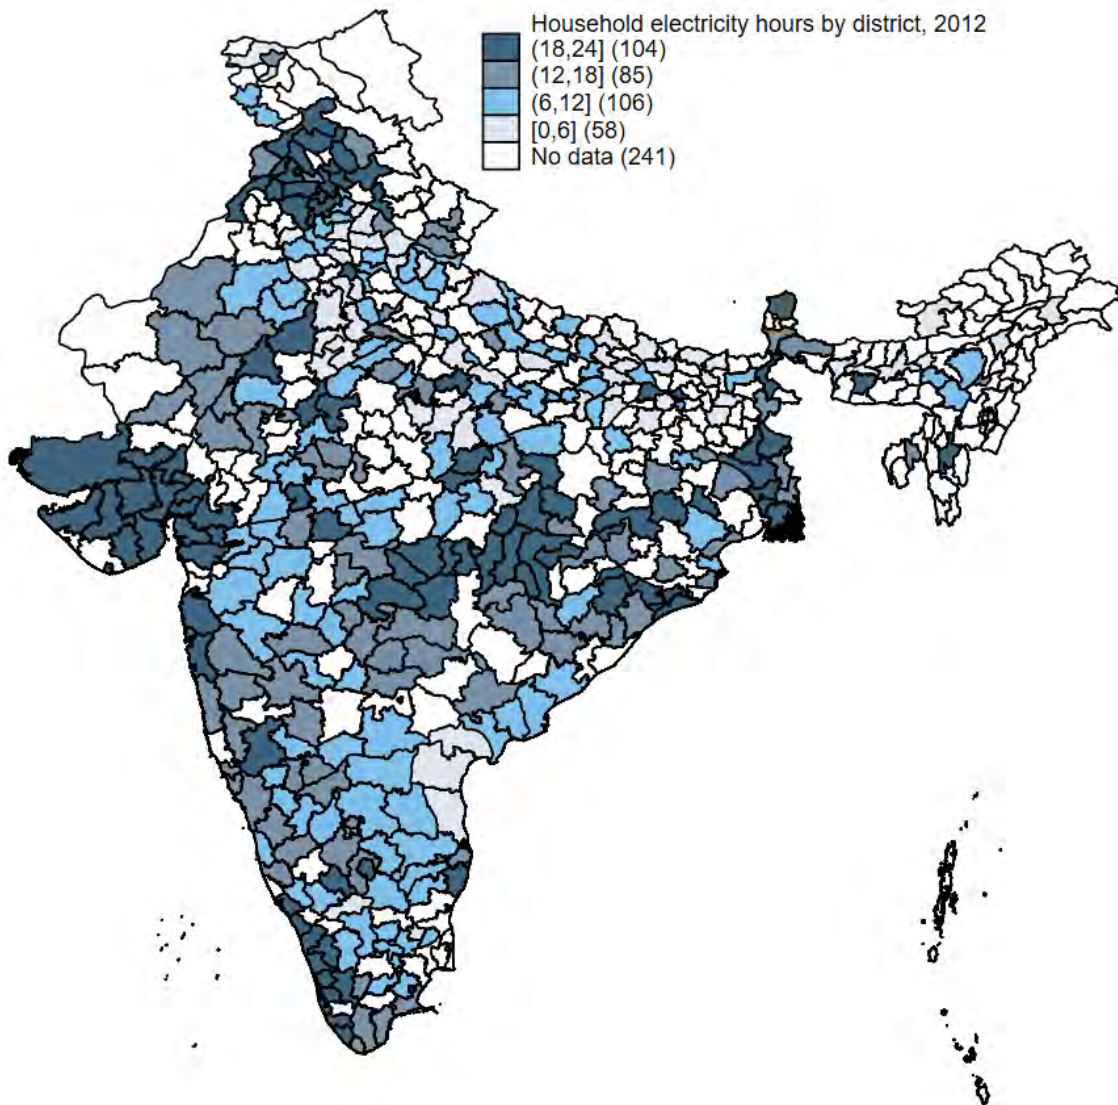 Household electricity hours by district, 2012
(18,24] (104)
(12,18] (85)
(6,12] (106)
[0,6] (58)
No data (241)